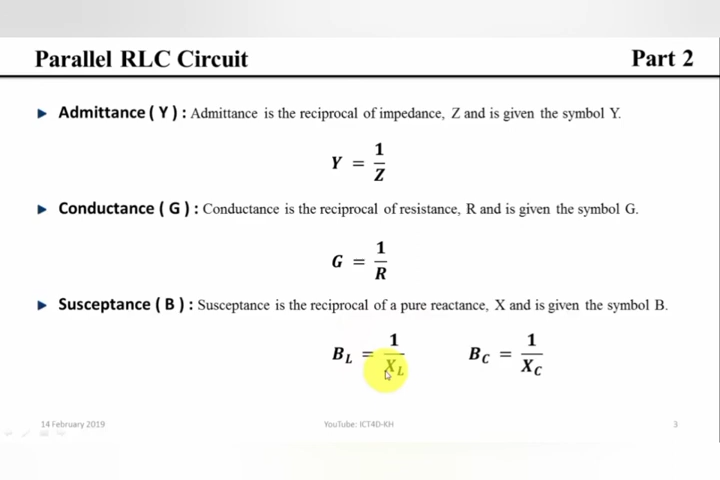 Parallel RLC Circuit Part 2
► Admittance ( Y ) : Admittance is the reciprocal of impedance, Z and is given the symbol Y.
Y = 1/Z
► Conductance ( G ) : Conductance is the reciprocal of resistance, R and is given the symbol G.
G = 1/R
► Susceptance ( B ) : Susceptance is the reciprocal of a pure reactance, X and is given the symbol B.
B_L = 1/X_L B_C = 1/X_C
14 February 2019 YouTube: ICT4D-KH 3